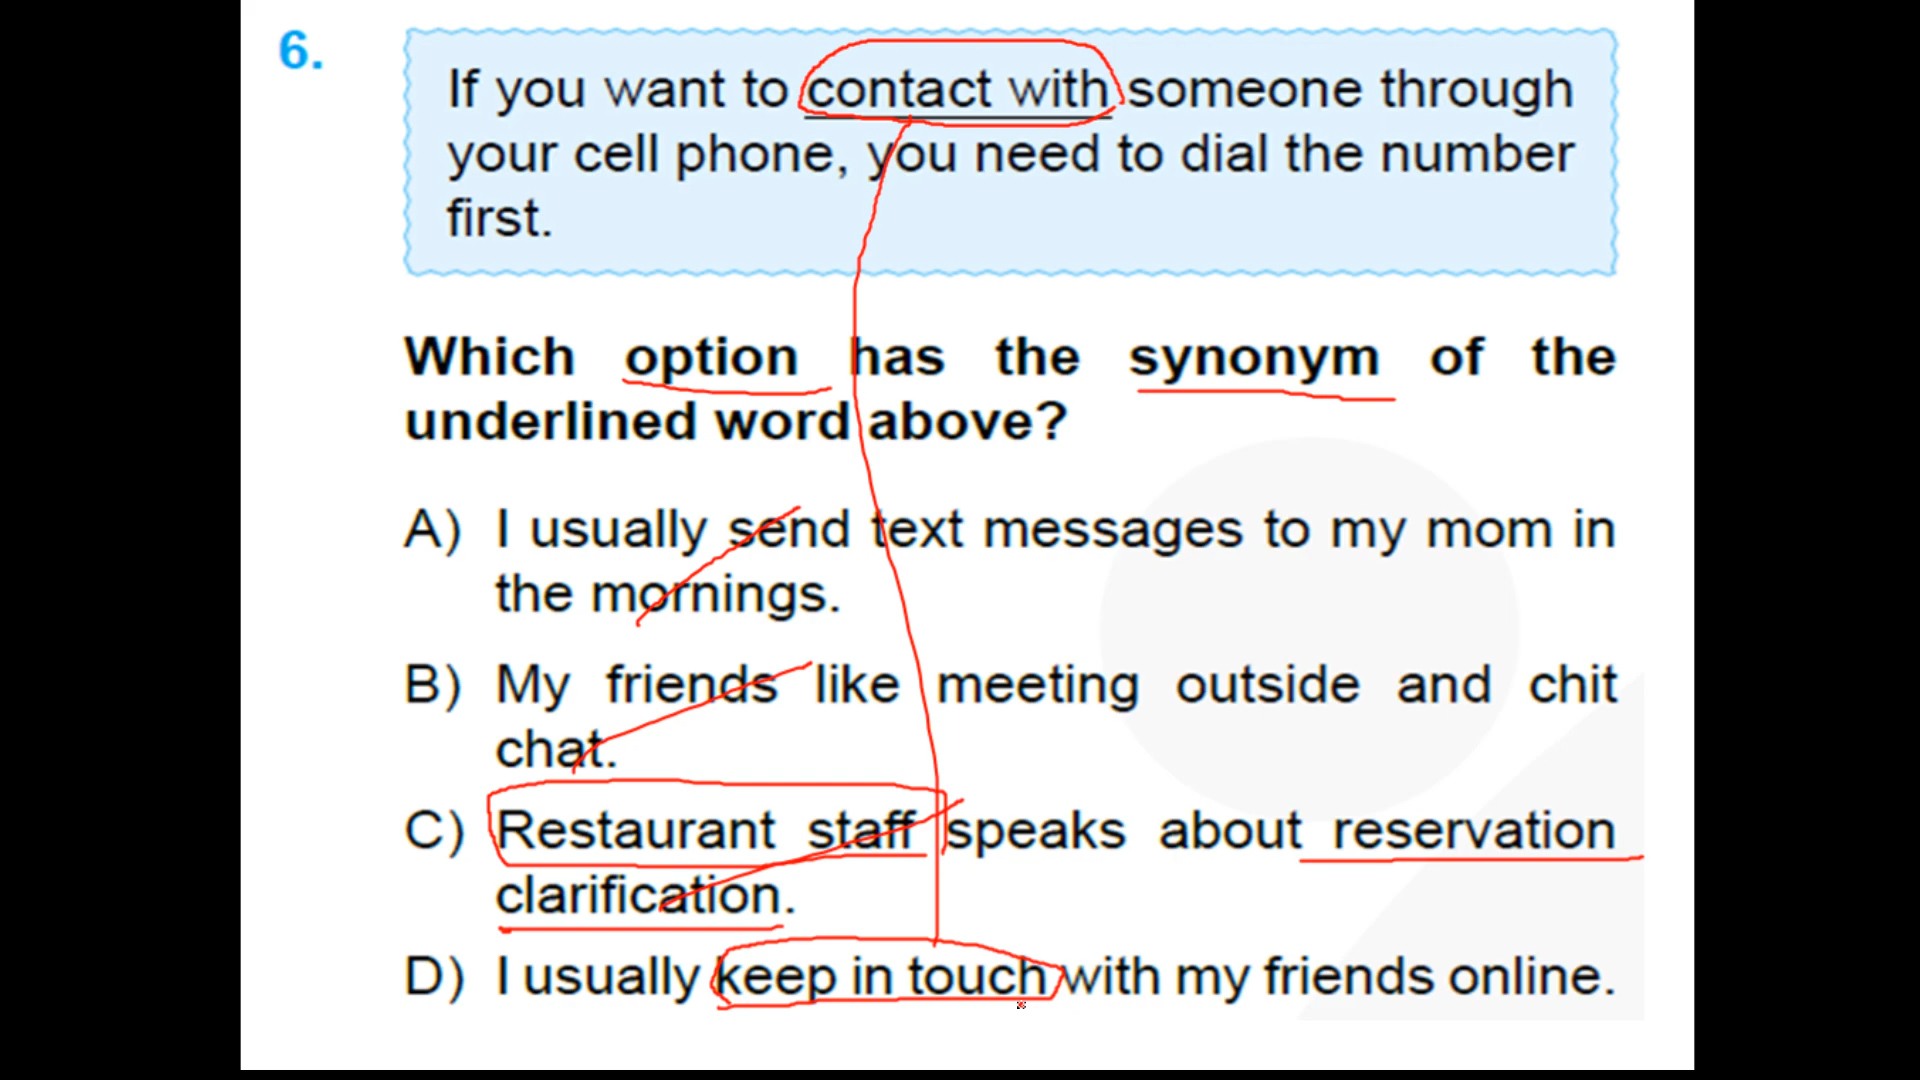 6.
If you want to contact with someone through
your cell phone, you need to dial the number
first.
Which option has the synonym of the
underlined word above?
A) I usually send text messages to my mom in
the mornings.
B) My friends like meeting outside and chit
chat.
C) Restaurant staff speaks about reservation
clarification.
D) I usually keep in touch with my friends online.